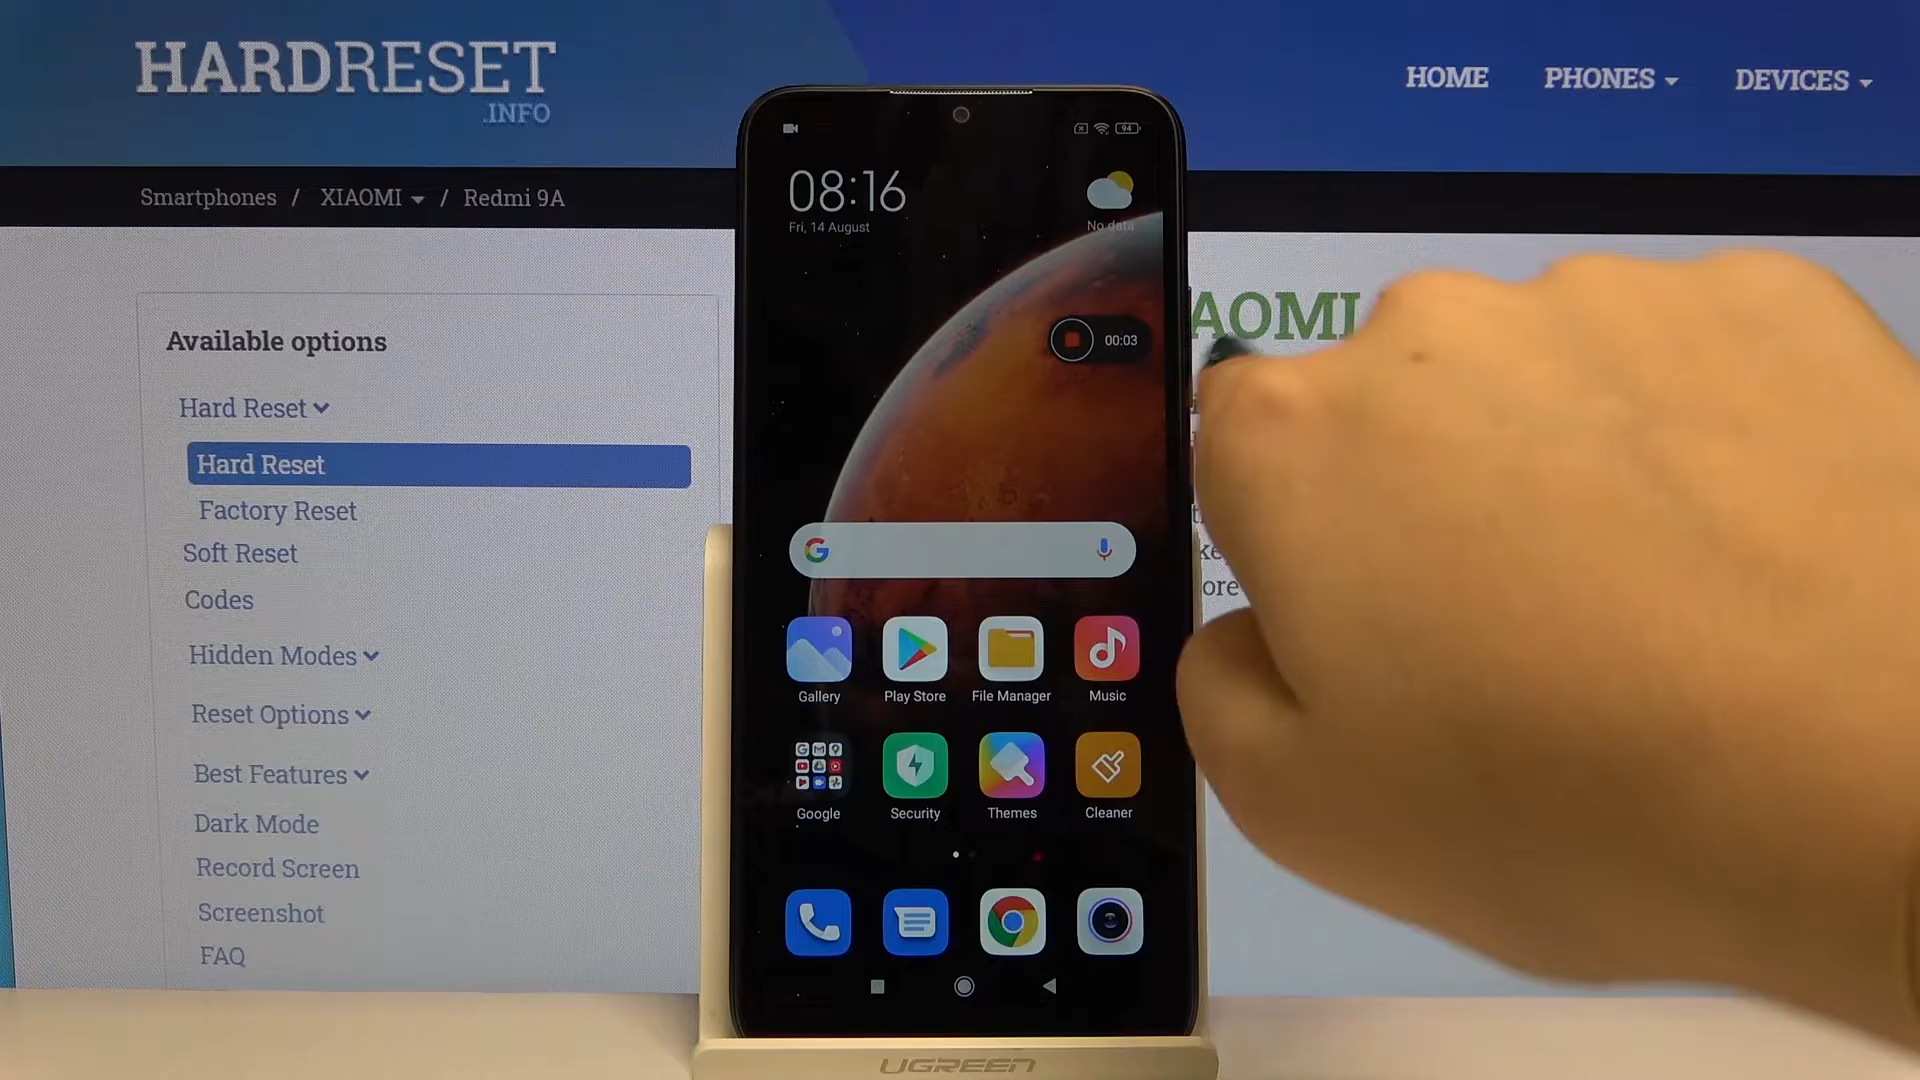 HARDRESET
.INFO
HOME PHONES DEVICES
Smartphones / XIAOMI / Redmi 9A
Available options
Hard Reset
Hard Reset
Factory Reset
Soft Reset
Codes
Hidden Modes
Reset Options
Best Features
Dark Mode
Record Screen
Screenshot
FAQ
AOMI
ore
94
08:16
Fri, 14 August
No data
00:03
Gallery Play Store File Manager Music
Google Security Themes Cleaner
UGREEN